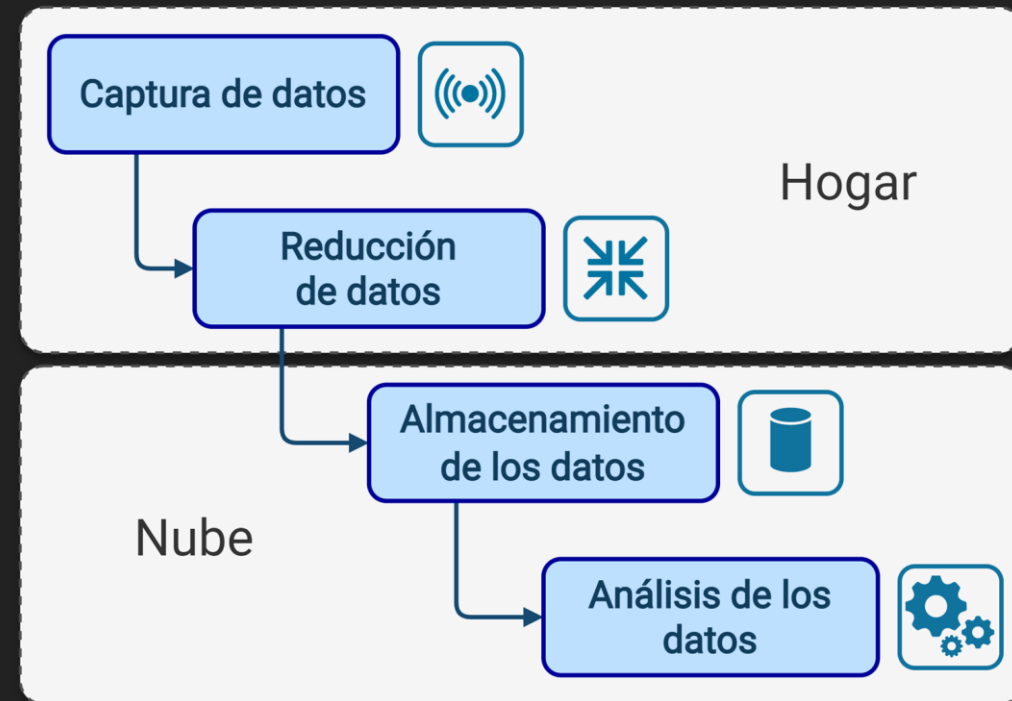 Captura de datos
Hogar
Reducción
de datos
Almacenamiento
de los datos
Nube
Análisis de los
datos